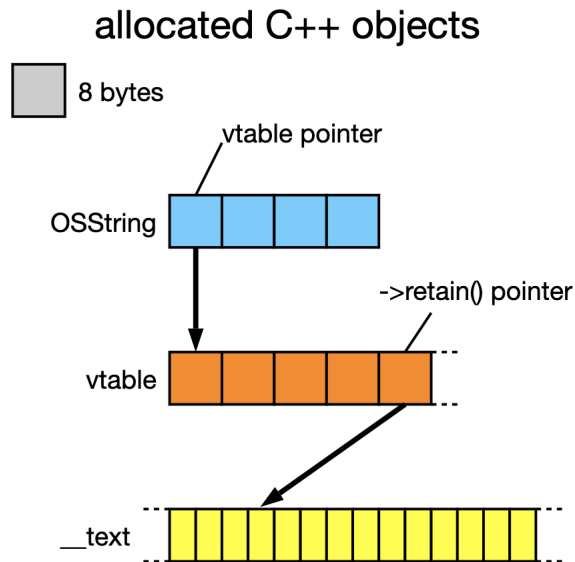 allocated C++ objects
8 bytes
vtable pointer
OSString
->retain() pointer
vtable
__text